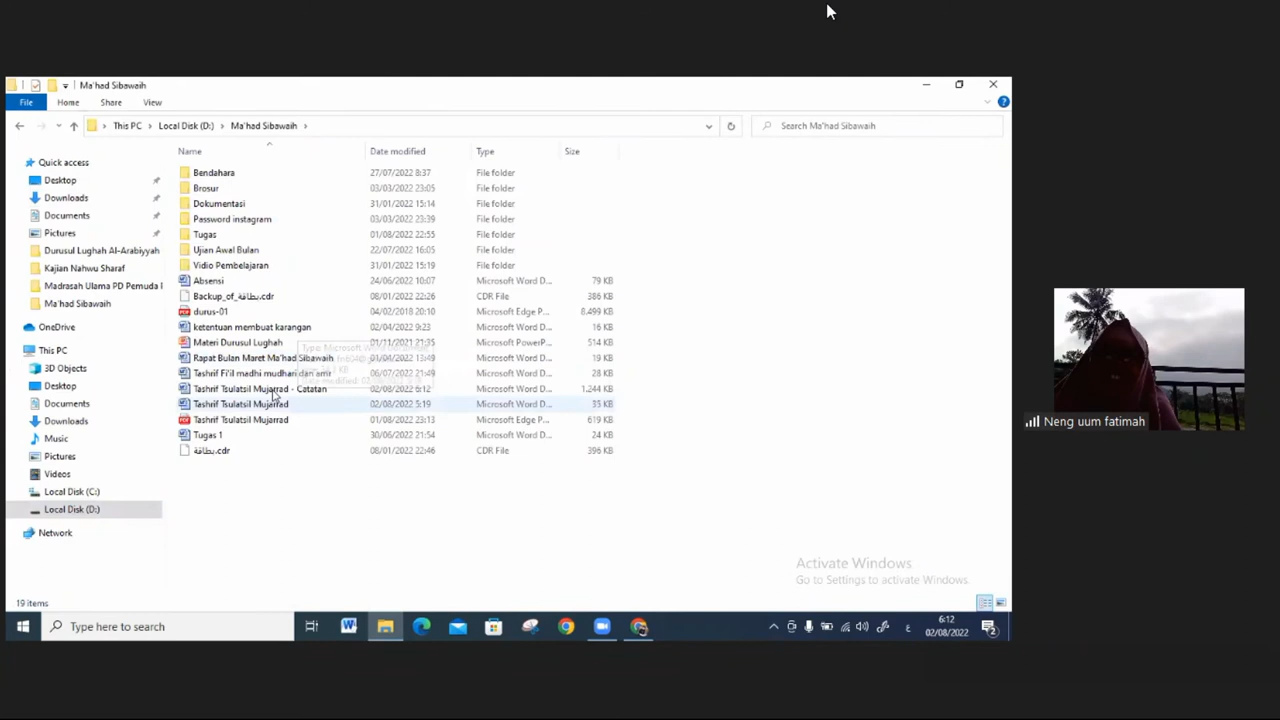 Ma'had Sibawaih
File Home Share View
This PC Local Disk (D:) Ma'had Sibawaih
Search Ma'had Sibawaih
Name Date modified Type Size
Quick access
Desktop
Downloads
Documents
Pictures
Durusul Lughah Al-Arabiyyah
Kajian Nahwu Sharaf
Madrasah Ulama PD Pemuda
Ma'had Sibawaih
OneDrive
This PC
3D Objects
Desktop
Documents
Downloads
Music
Pictures
Videos
Local Disk (C:)
Local Disk (D:)
Network
Bendahara 27/07/2022 8:37 File folder
Brosur 03/03/2022 23:05 File folder
Dokumentasi 31/01/2022 15:14 File folder
Password instagram 03/03/2022 23:39 File folder
Tugas 01/08/2022 22:55 File folder
Ujian Awal Bulan 22/07/2022 16:05 File folder
Vidio Pembelajaran 31/01/2022 15:19 File folder
Absensi 24/06/2022 10:07 Microsoft Word D... 79 KB
Backup_of_بطاقة.cdr 08/01/2022 22:26 CDR File 386 KB
durus-01 04/02/2018 20:10 Microsoft Edge P... 8.499 KB
ketentuan membuat karangan 02/04/2022 9:23 Microsoft Word D... 16 KB
Materi Durusul Lughah 01/11/2021 21:35 Microsoft PowerP... 514 KB
Rapat Bulan Maret Ma'had Sibawaih 01/04/2022 13:49 Microsoft Word D... 19 KB
Tashrif Fi'il madhi mudhari dan amr 06/07/2022 21:49 Microsoft Word D... 28 KB
Tashrif Tsulatsil Mujarrad - Catatan 02/08/2022 6:12 Microsoft Word D... 1.244 KB
Tashrif Tsulatsil Mujarrad 02/08/2022 5:19 Microsoft Word D... 35 KB
Tashrif Tsulatsil Mujarrad 01/08/2022 23:13 Microsoft Edge P... 619 KB
Tugas 1 30/06/2022 21:54 Microsoft Word D... 24 KB
بطاقة.cdr 08/01/2022 22:46 CDR File 396 KB
Neng uum fatimah
Activate Windows
Go to Settings to activate Windows.
19 items
Type here to search
ع
6:12
02/08/2022
2